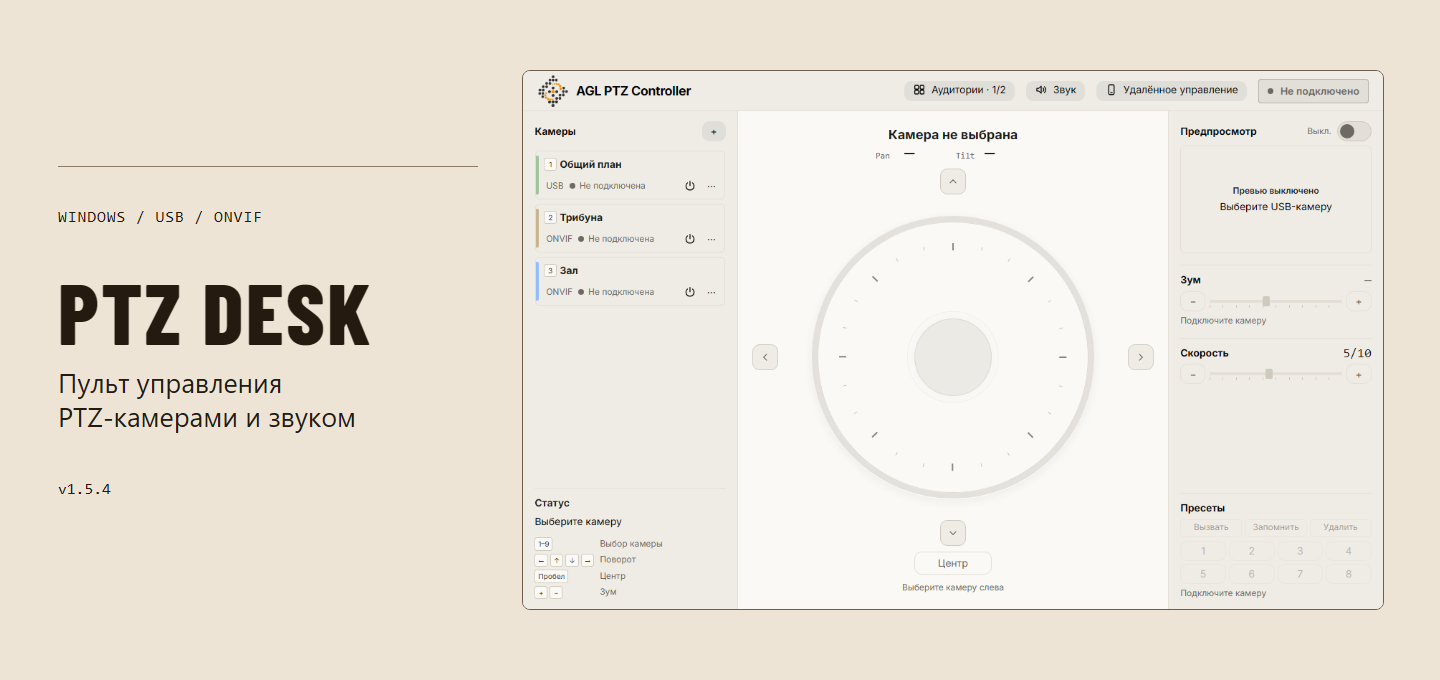 WINDOWS / USB / ONVIF
PTZ DESK
Пульт управления
PTZ-камерами и звуком
v1.5.4
AGL PTZ Controller
Аудитории · 1/2
Звук
Удалённое управление
Не подключено
Камеры
+
1 Общий план
USB Не подключена ...
2 Трибуна
ONVIF Не подключена ...
3 Зал
ONVIF Не подключена ...
Статус
Выберите камеру
1–9 Выбор камеры
← ↑ ↓ → Поворот
Пробел Центр
+ − Зум
Камера не выбрана
Pan — Tilt —
Центр
Выберите камеру слева
Предпросмотр Выкл.
Превью выключено
Выберите USB-камеру
Зум —
− +
Подключите камеру
Скорость 5/10
− +
Пресеты
Вызвать Запомнить Удалить
1 2 3 4
5 6 7 8
Подключите камеру